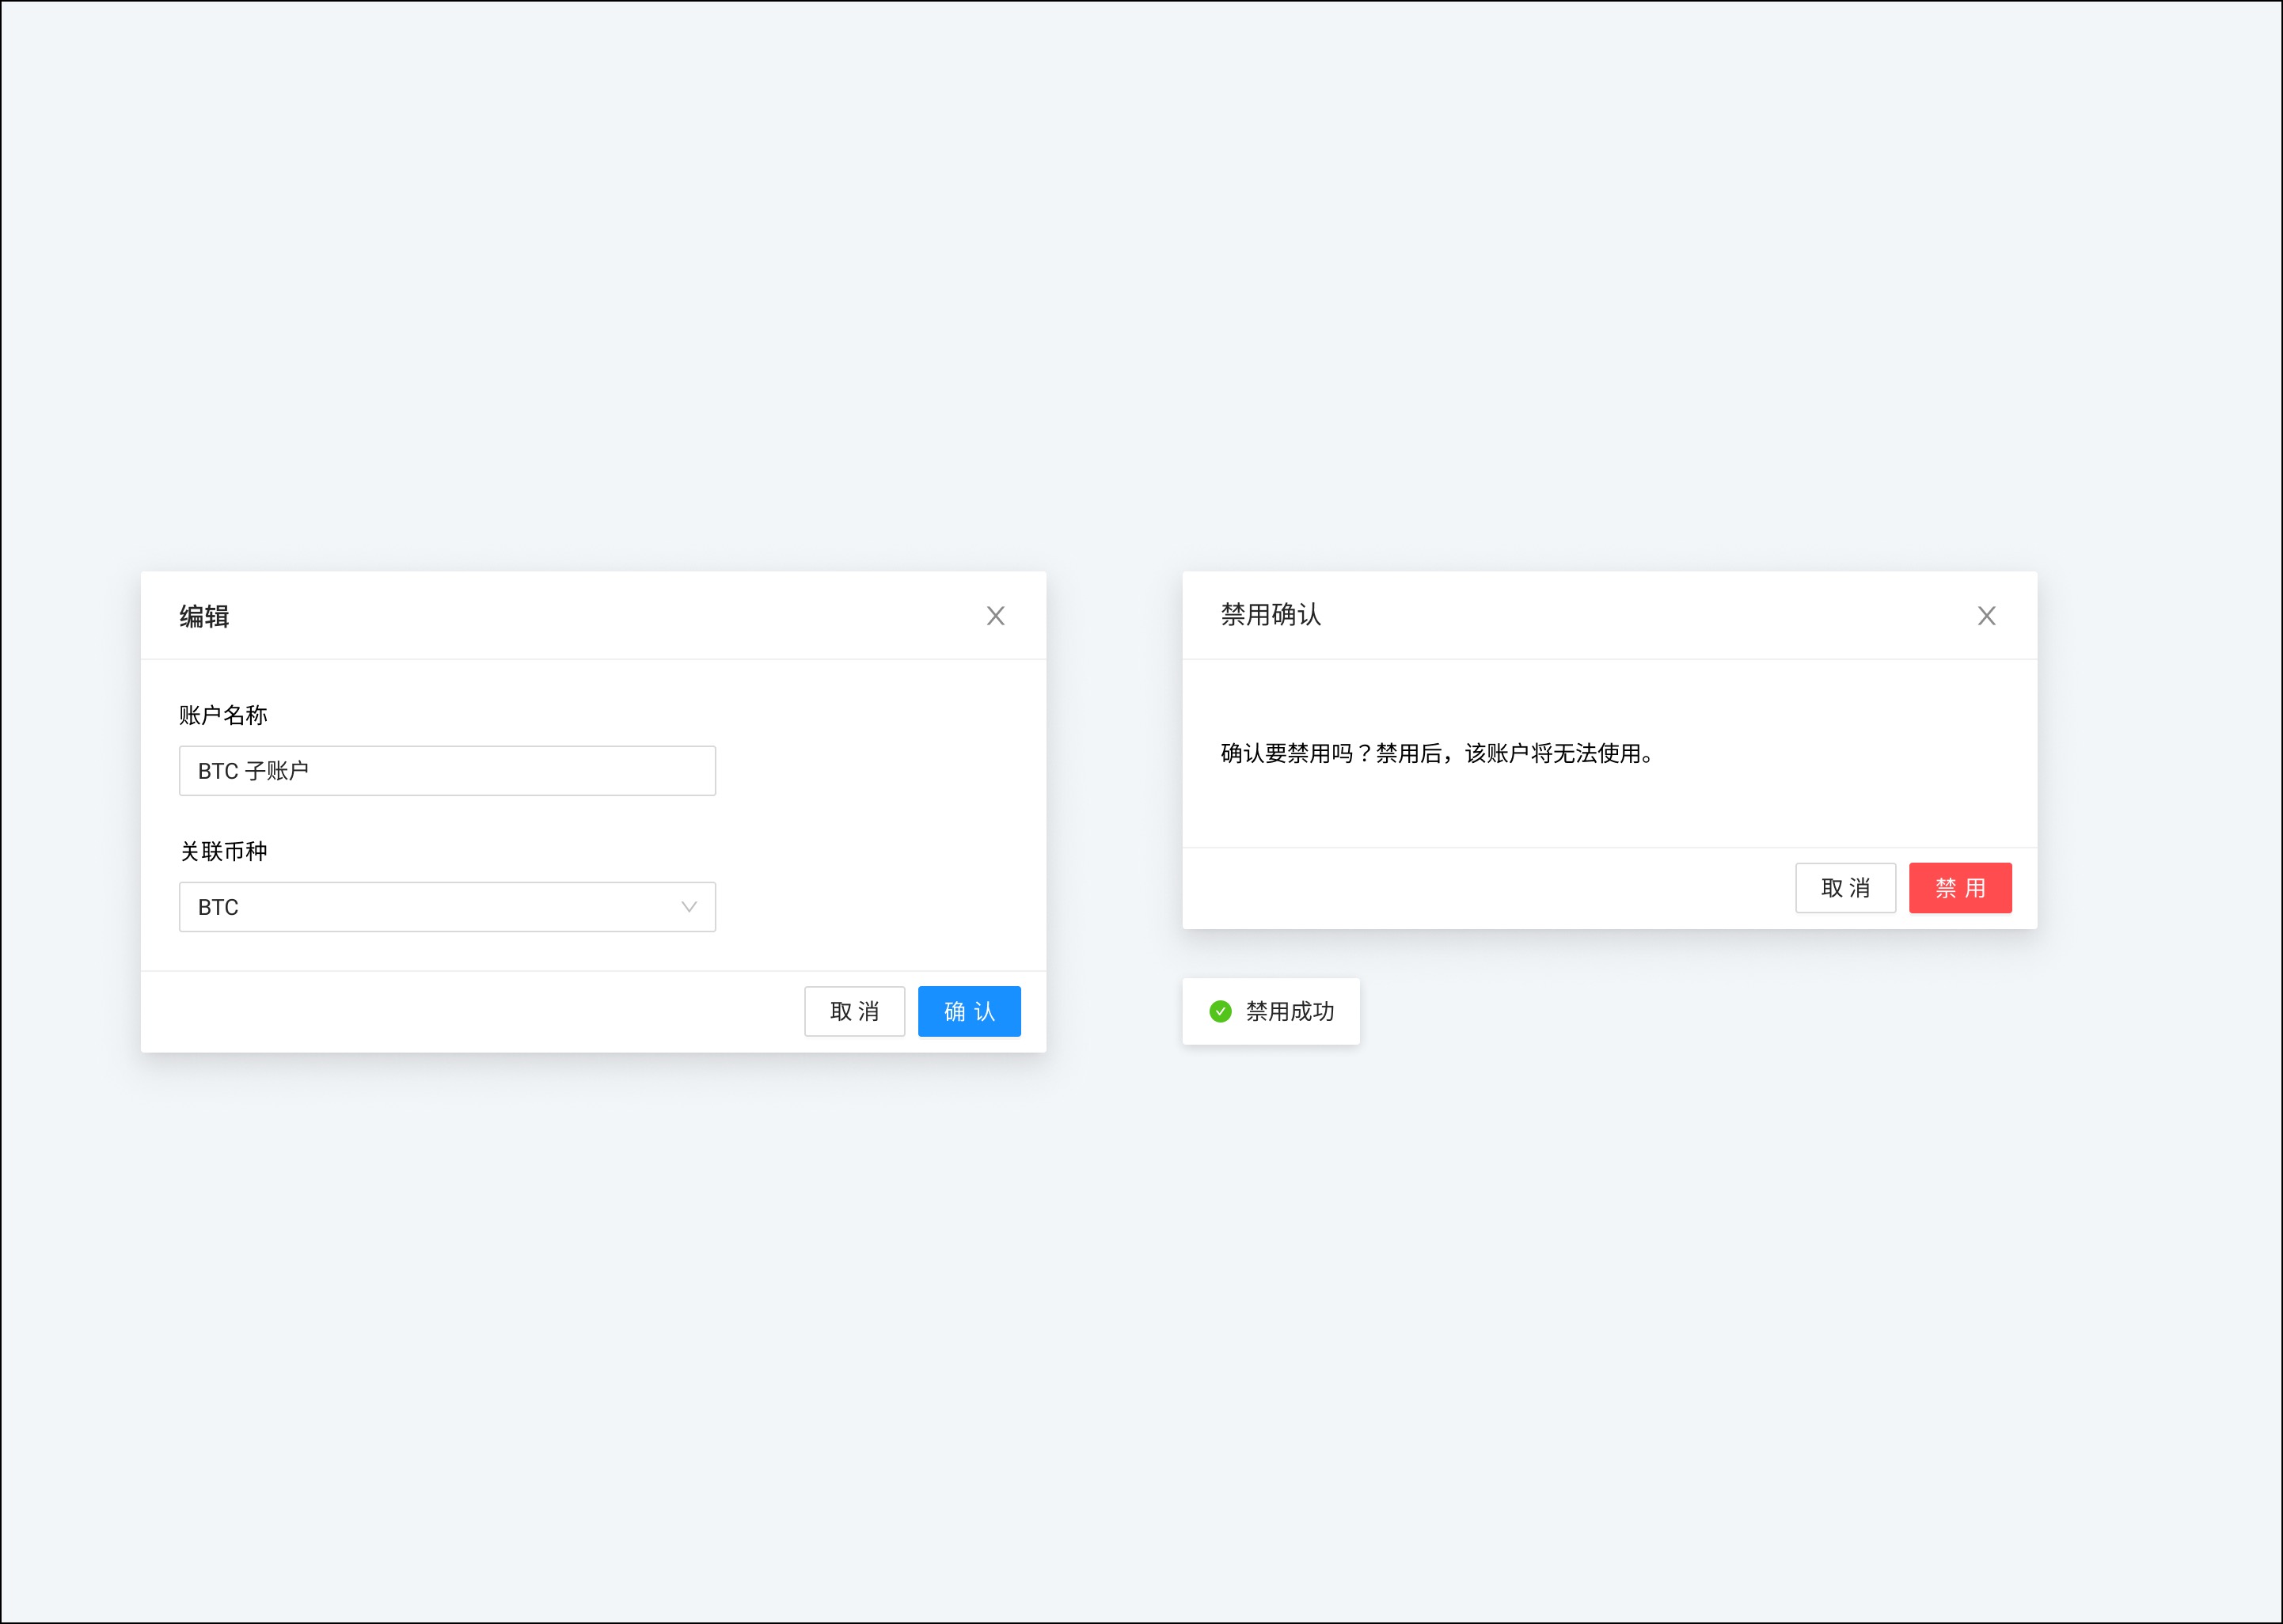 编辑
账户名称
BTC 子账户
关联币种
BTC
取 消
确 认
禁用确认
确认要禁用吗？禁用后，该账户将无法使用。
取 消
禁 用
禁用成功